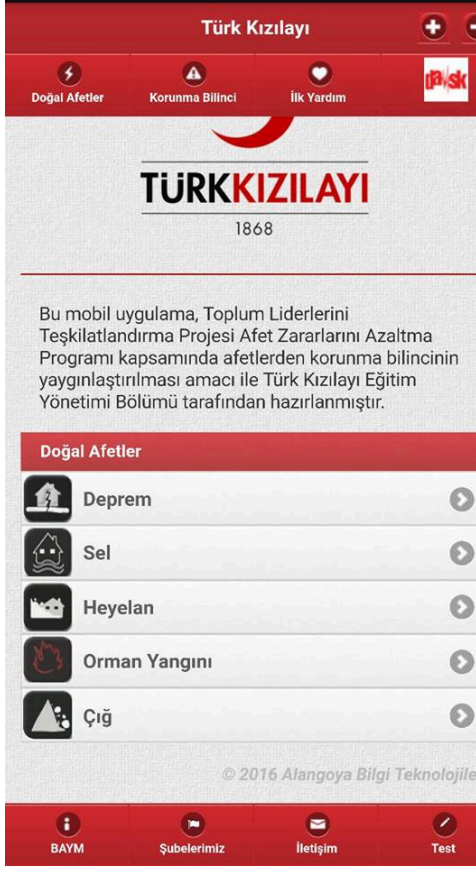 Türk Kızılayı
Doğal Afetler
Korunma Bilinci
İlk Yardım
dask
TÜRKKIZILAYI
1868
Bu mobil uygulama, Toplum Liderlerini
Teşkilatlandırma Projesi Afet Zararlarını Azaltma
Programı kapsamında afetlerden korunma bilincinin
yaygınlaştırılması amacı ile Türk Kızılayı Eğitim
Yönetimi Bölümü tarafından hazırlanmıştır.
Doğal Afetler
Deprem
Sel
Heyelan
Orman Yangını
Çığ
© 2016 Alangoya Bilgi Teknolojile
BAYM
Şubelerimiz
İletişim
Test